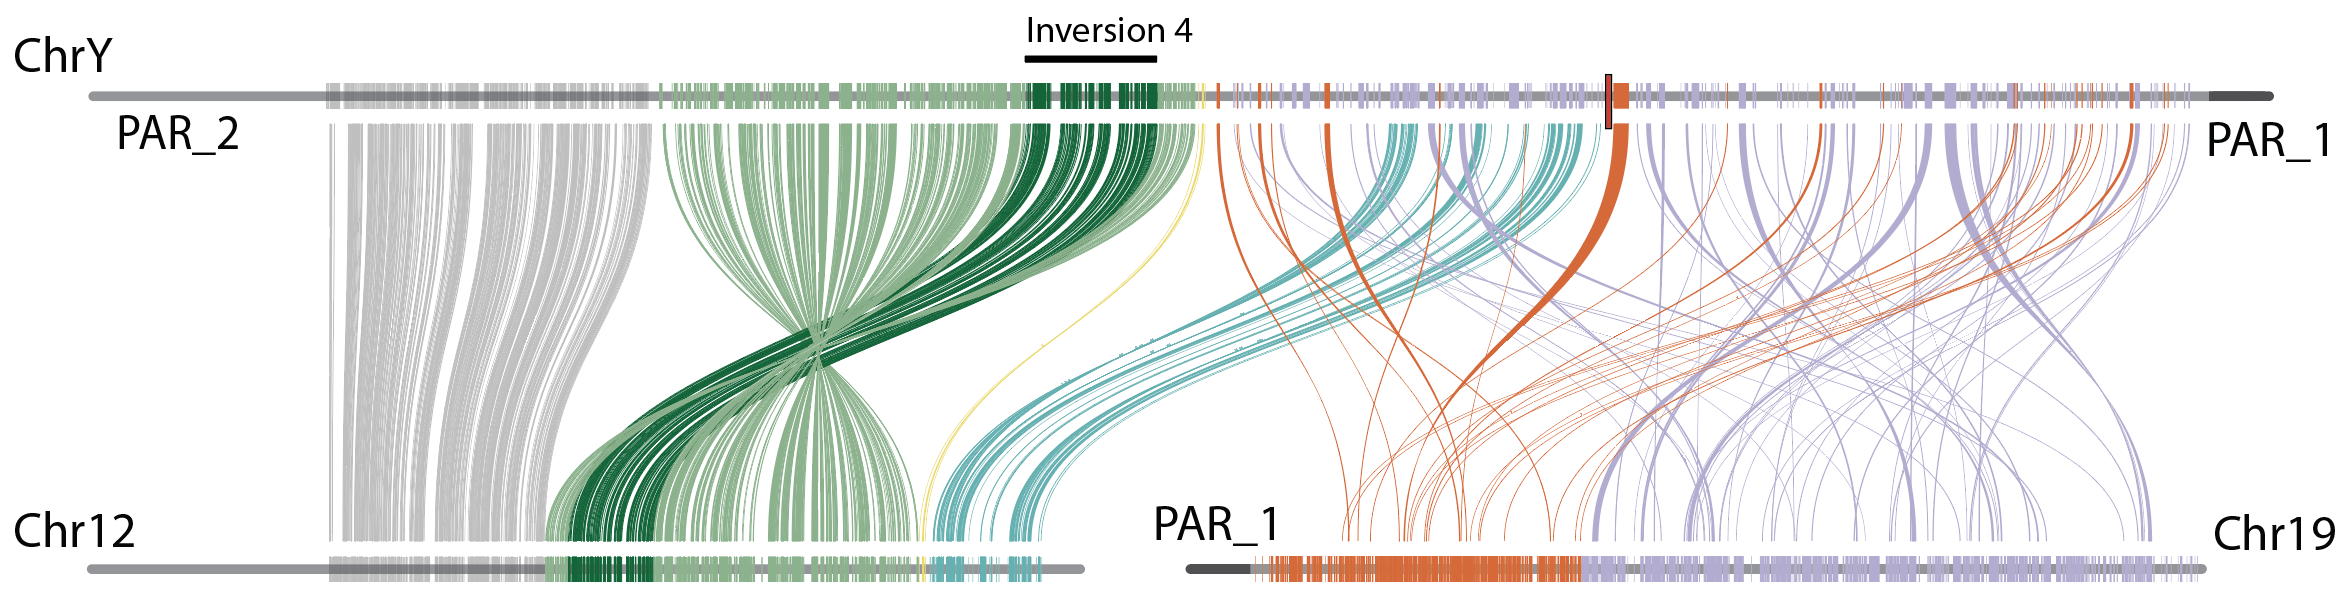 Inversion 4
ChrY
PAR_2
PAR_1
Chr12
PAR_1
Chr19